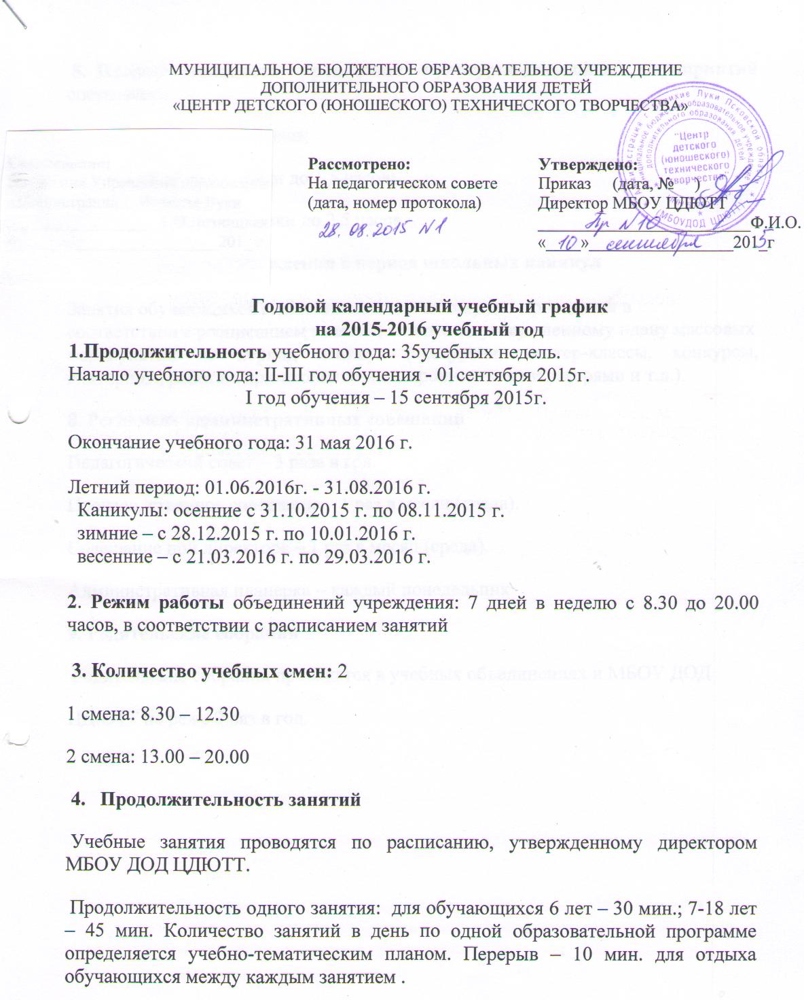 МУНИЦИПАЛЬНОЕ БЮДЖЕТНОЕ ОБРАЗОВАТЕЛЬНОЕ УЧРЕЖДЕНИЕ
ДОПОЛНИТЕЛЬНОГО ОБРАЗОВАНИЯ ДЕТЕЙ
«ЦЕНТР ДЕТСКОГО (ЮНОШЕСКОГО) ТЕХНИЧЕСКОГО ТВОРЧЕСТВА»
"Центр
детского
(юношеского)
технического
творчества"
(МБОУДОД ЦДЮТТ)
Рассмотрено:
На педагогическом совете
(дата, номер протокола)
28.08.2015 N1
Утверждено:
Приказ (дата, № )
Директор МБОУ ЦДЮТТ
Пр N 10 Ф.И.О.
« 10 » сентября 2015 г
Годовой календарный учебный график
на 2015-2016 учебный год
1.Продолжительность учебного года: 35учебных недель.
Начало учебного года: II-III год обучения - 01сентября 2015г.
I год обучения – 15 сентября 2015г.
Окончание учебного года: 31 мая 2016 г.
Летний период: 01.06.2016г. - 31.08.2016 г.
Каникулы: осенние с 31.10.2015 г. по 08.11.2015 г.
зимние – с 28.12.2015 г. по 10.01.2016 г.
весенние – с 21.03.2016 г. по 29.03.2016 г.
2. Режим работы объединений учреждения: 7 дней в неделю с 8.30 до 20.00
часов, в соответствии с расписанием занятий
3. Количество учебных смен: 2
1 смена: 8.30 – 12.30
2 смена: 13.00 – 20.00
4. Продолжительность занятий
Учебные занятия проводятся по расписанию, утвержденному директором
МБОУ ДОД ЦДЮТТ.
Продолжительность одного занятия: для обучающихся 6 лет – 30 мин.; 7-18 лет
– 45 мин. Количество занятий в день по одной образовательной программе
определяется учебно-тематическим планом. Перерыв – 10 мин. для отдыха
обучающихся между каждым занятием .